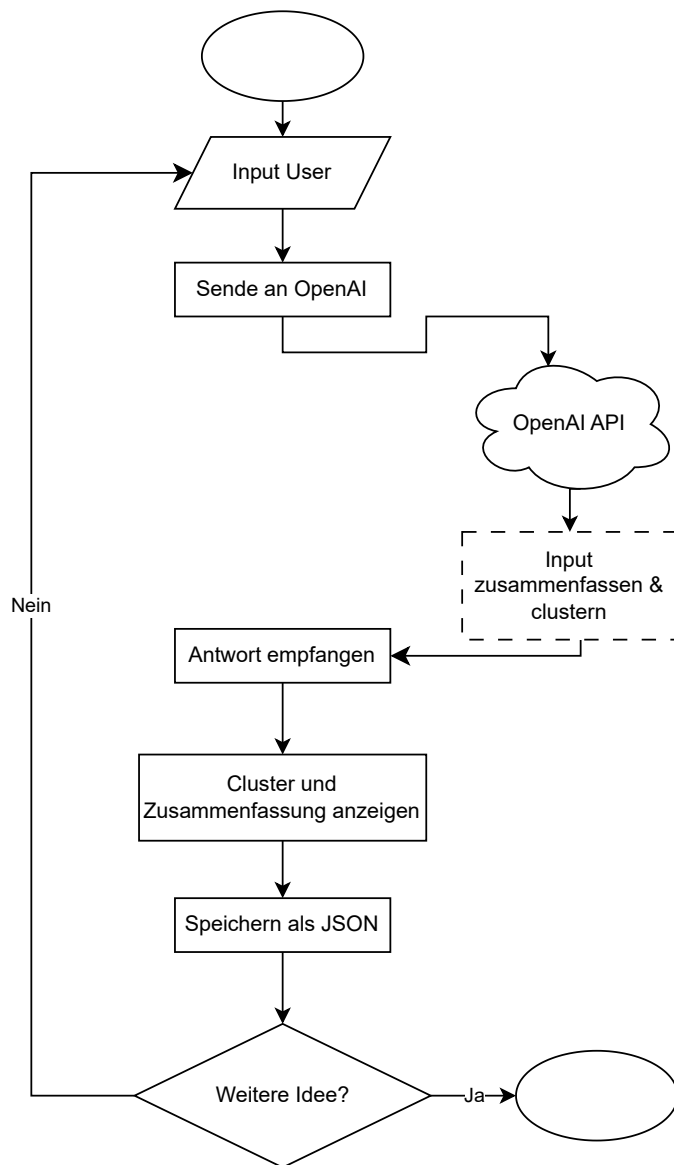 Input User
Sende an OpenAI
OpenAI API
Input
zusammenfassen &
clustern
Nein
Antwort empfangen
Cluster und
Zusammenfassung anzeigen
Speichern als JSON
Weitere Idee?
Ja